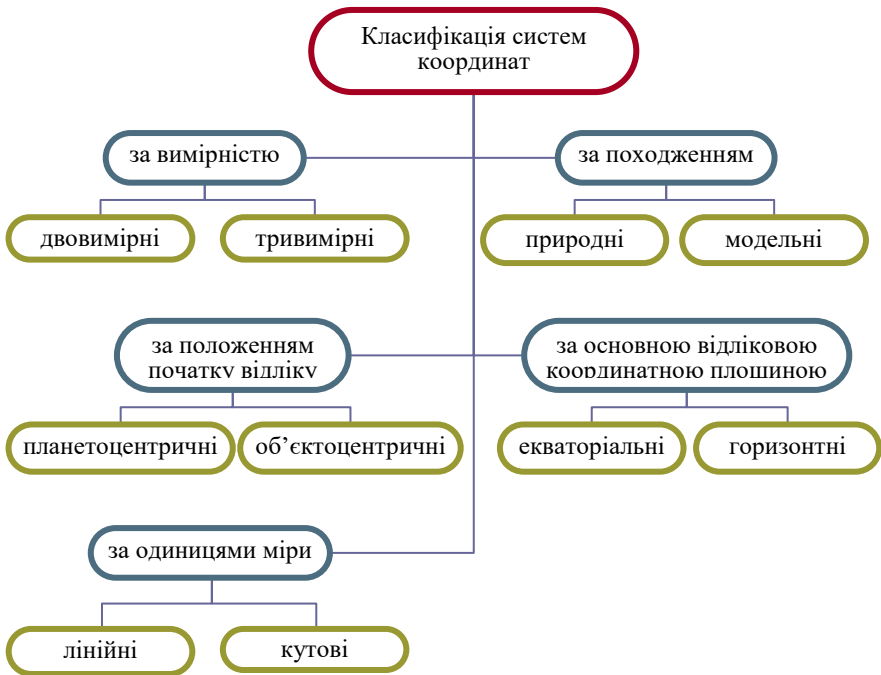 Класифікація систем
координат
за вимірністю
за походженням
двовимірні
тривимірні
природні
модельні
за положенням
початку відліку
за основною відліковою
координатною площиною
планетоцентричні
об’єктоцентричні
екваторіальні
горизонтні
за одиницями міри
лінійні
кутові